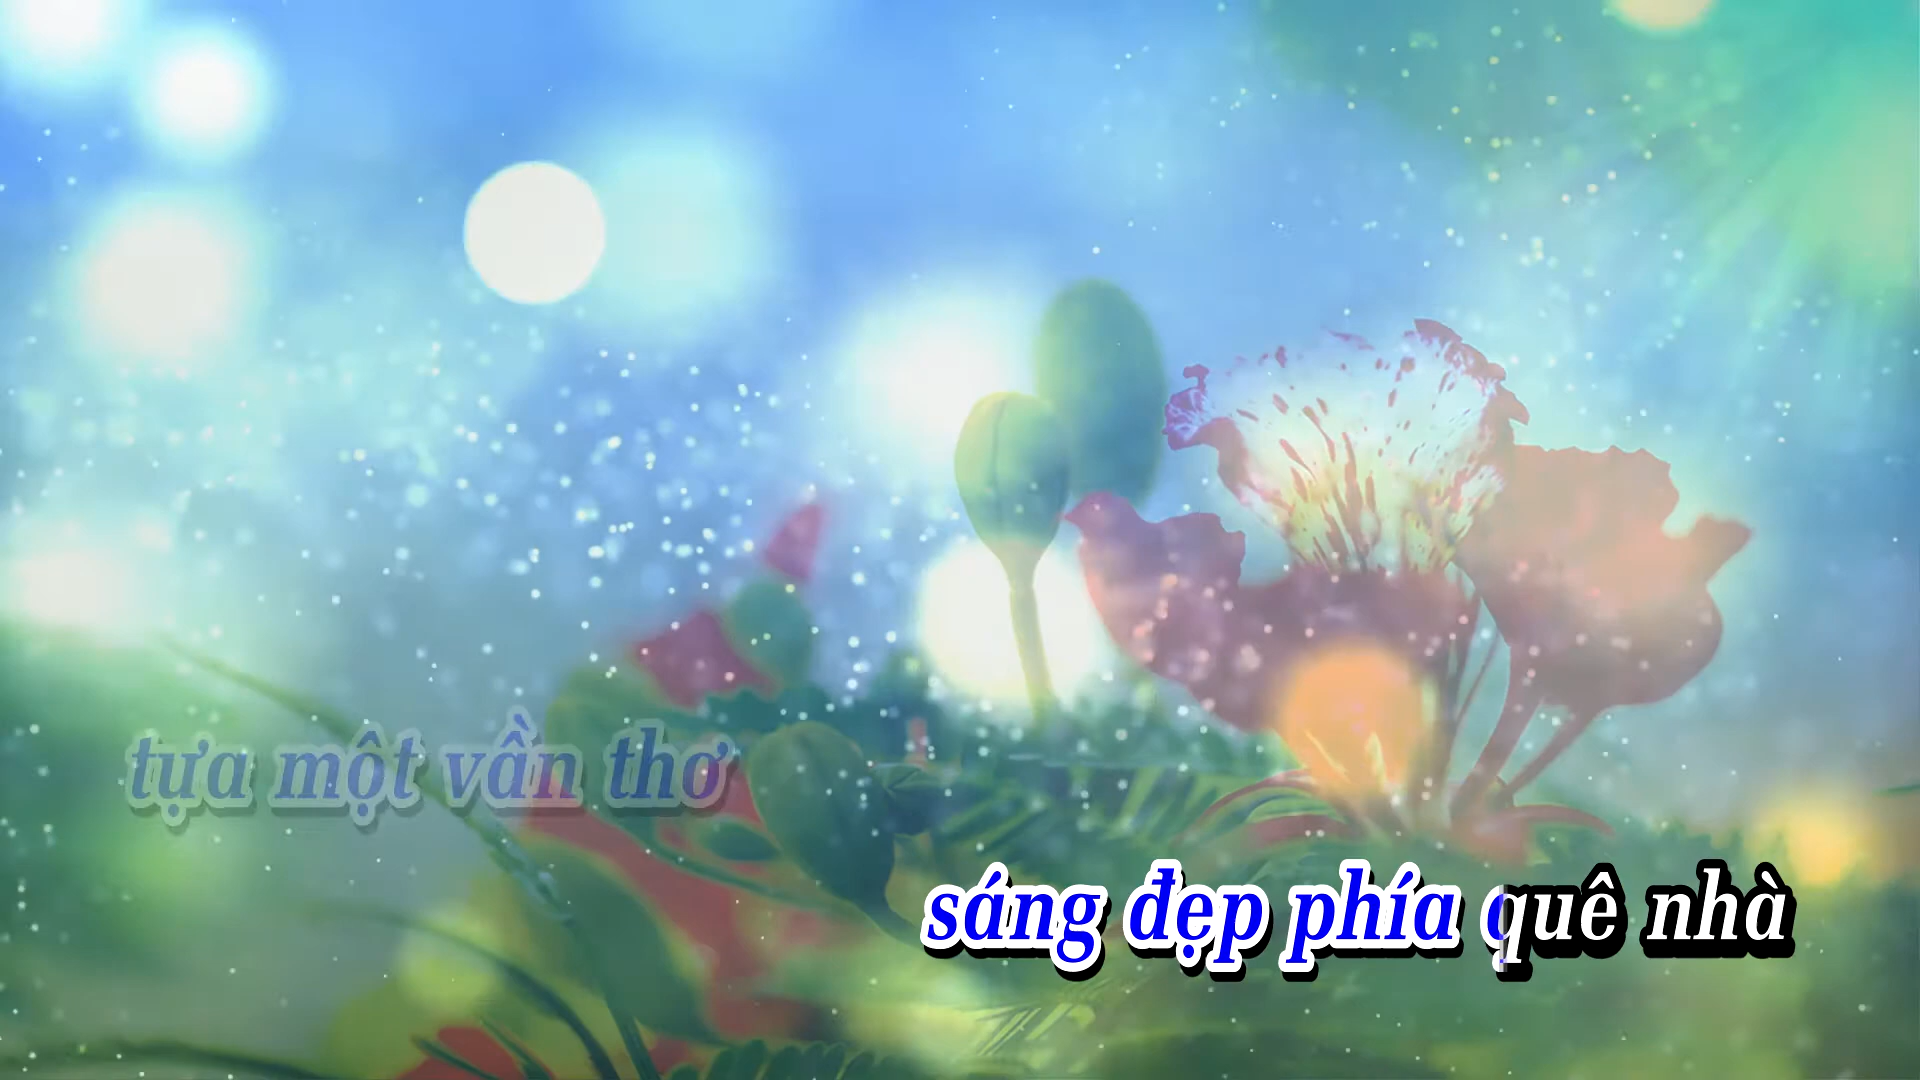 tựa một vần thơ
sáng đẹp phía quê nhà